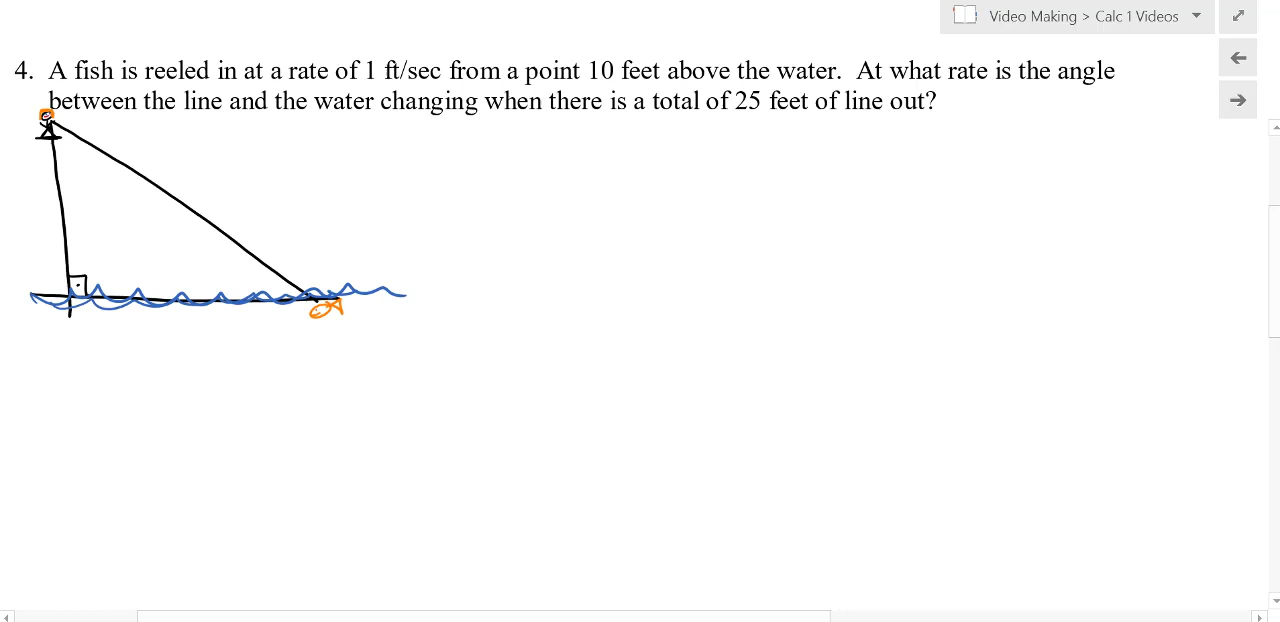 Video Making > Calc 1 Videos
4. A fish is reeled in at a rate of 1 ft/sec from a point 10 feet above the water. At what rate is the angle
between the line and the water changing when there is a total of 25 feet of line out?